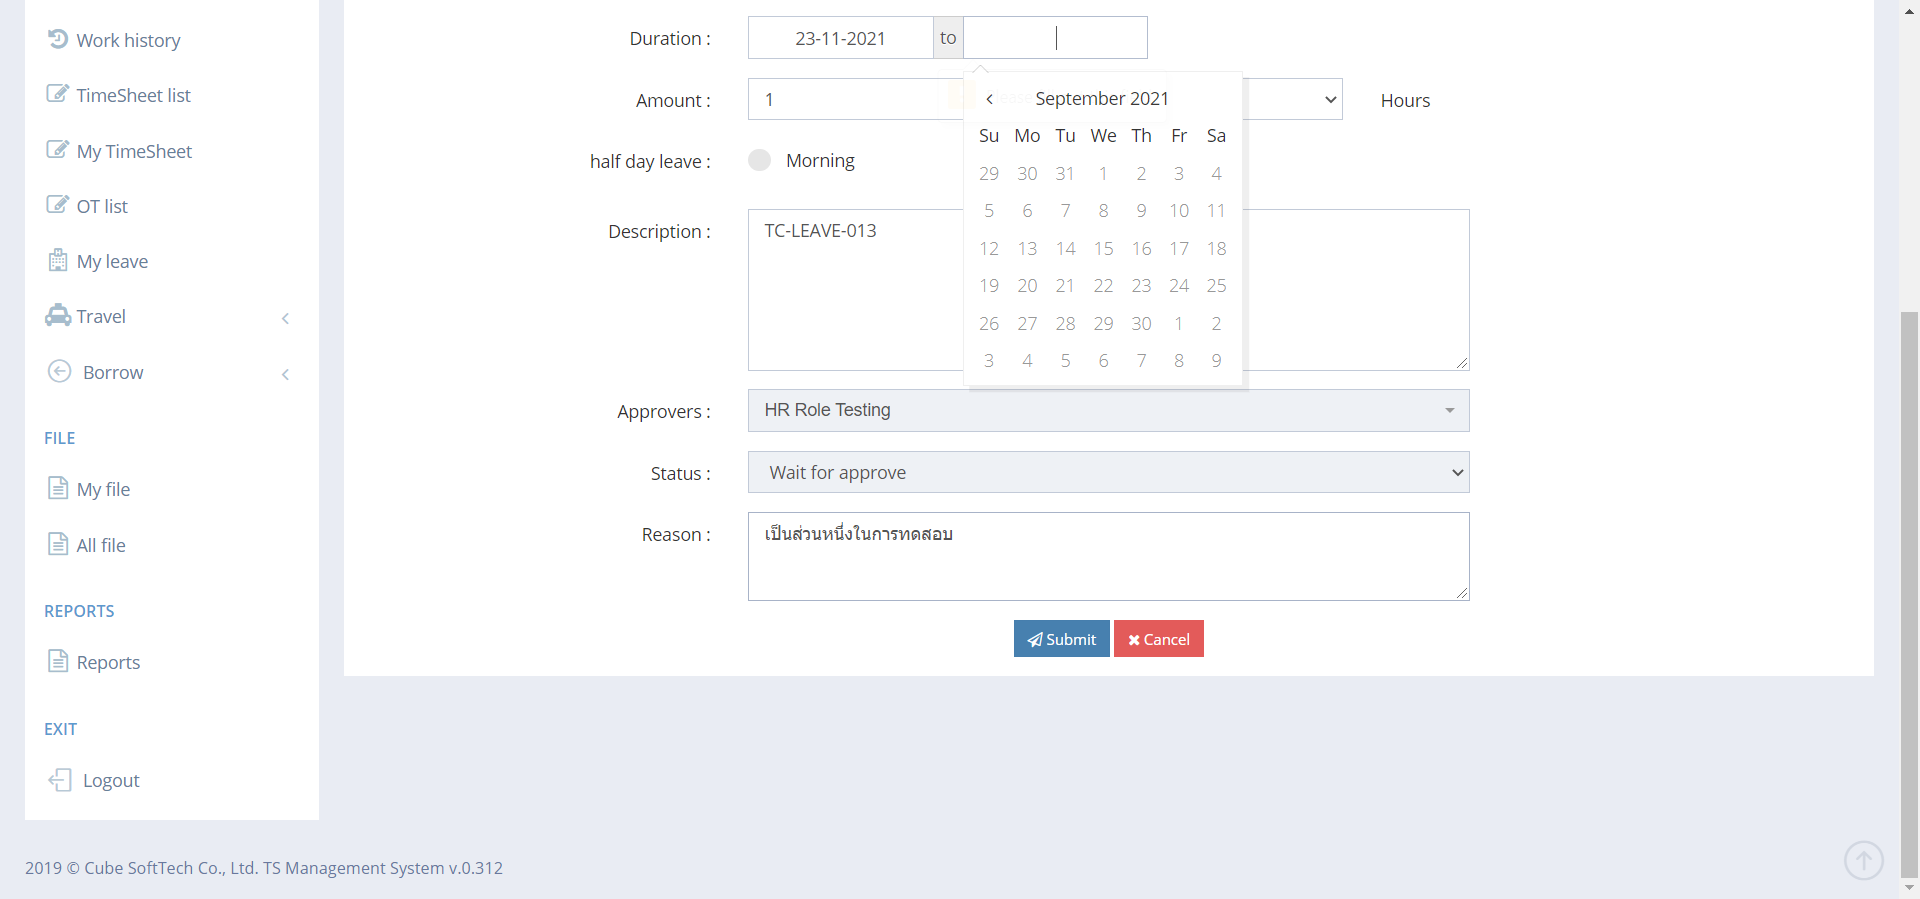 Work history
TimeSheet list
My TimeSheet
OT list
My leave
Travel
Borrow
FILE
My file
All file
REPORTS
Reports
EXIT
Logout
Duration :
23-11-2021 to
Amount :
1
Hours
half day leave :
Morning
Description :
TC-LEAVE-013
September 2021
Su Mo Tu We Th Fr Sa
29 30 31 1 2 3 4
5 6 7 8 9 10 11
12 13 14 15 16 17 18
19 20 21 22 23 24 25
26 27 28 29 30 1 2
3 4 5 6 7 8 9
Approvers :
HR Role Testing
Status :
Wait for approve
Reason :
เป็นส่วนหนึ่งในการทดสอบ
Submit
Cancel
2019 © Cube SoftTech Co., Ltd. TS Management System v.0.312